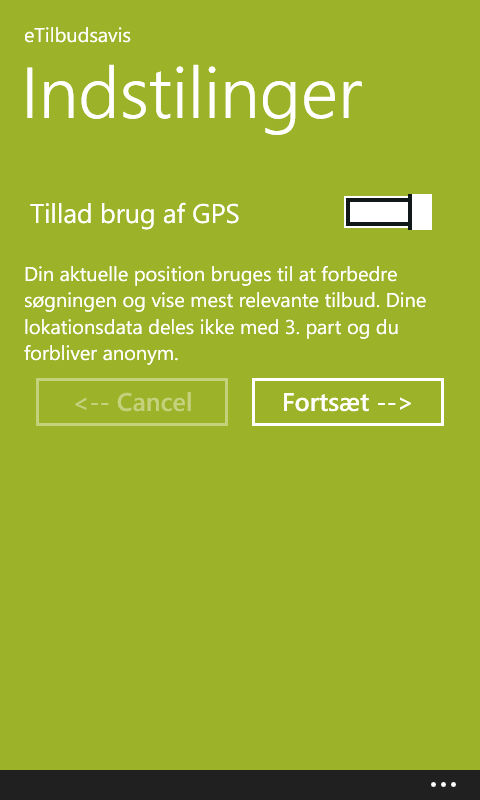 eTilbudsavis
Indstilinger
Tillad brug af GPS
Din aktuelle position bruges til at forbedre
søgningen og vise mest relevante tilbud. Dine
lokationsdata deles ikke med 3. part og du
forbliver anonym.
<-- Cancel
Fortsæt -->